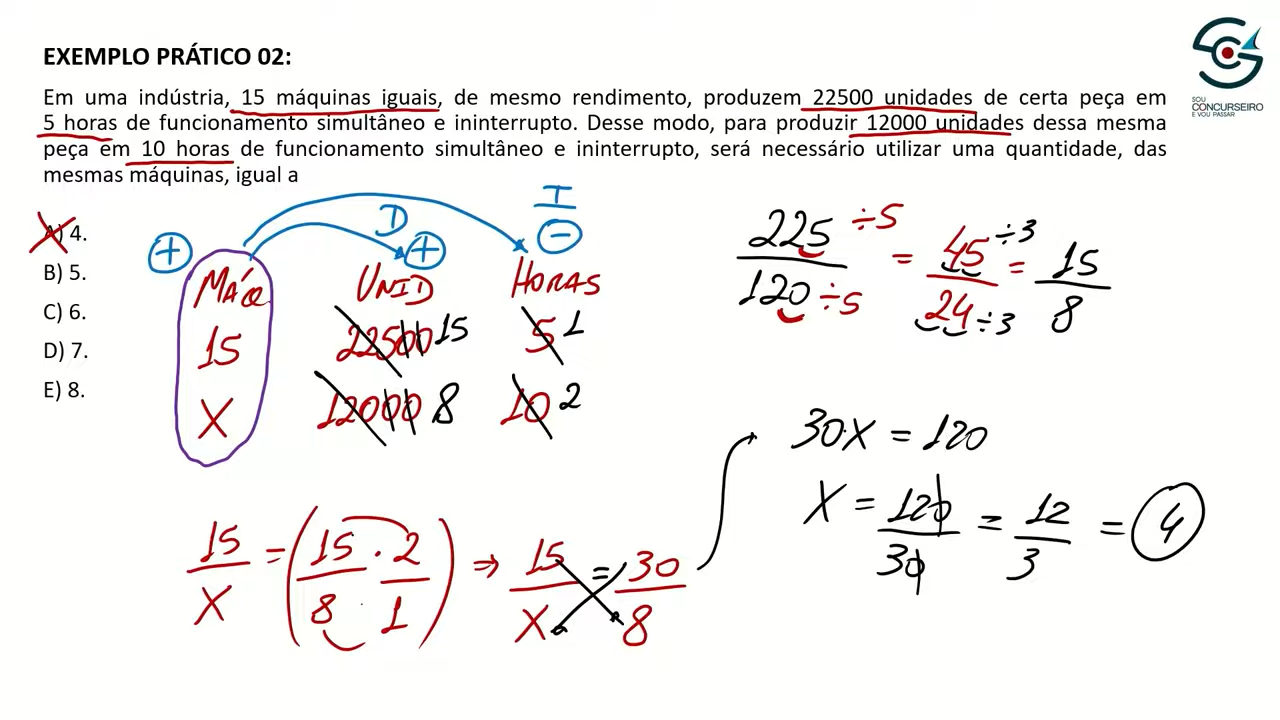 EXEMPLO PRÁTICO 02:
SOU
CONCURSEIRO
E VOU PASSAR
Em uma indústria, 15 máquinas iguais, de mesmo rendimento, produzem 22500 unidades de certa peça em
5 horas de funcionamento simultâneo e ininterrupto. Desse modo, para produzir 12000 unidades dessa mesma
peça em 10 horas de funcionamento simultâneo e ininterrupto, será necessário utilizar uma quantidade, das
mesmas máquinas, igual a
A) 4.
B) 5.
C) 6.
D) 7.
E) 8.
D I
+ + -
MÁQ UNID HORAS
15 22500 15 5 1
X 12000 8 10 2
225 ÷5 = 45 ÷3 = 15
120 ÷5 24 ÷3 8
15 = (15 . 2) ⇒ 15 = 30
X 8 1 X 8
30X = 120
X = 120 = 12 = 4
30 3